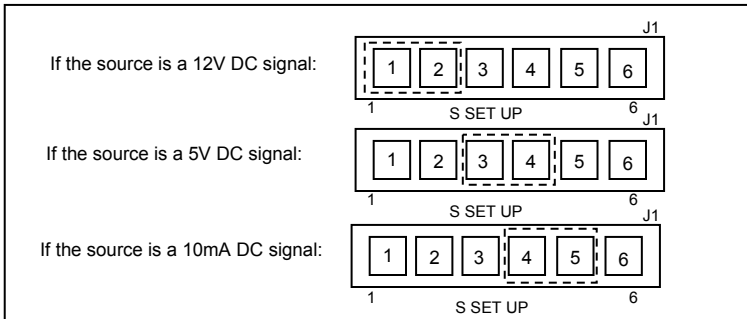 J1
If the source is a 12V DC signal: 1 2 3 4 5 6
1 S SET UP 6
J1
If the source is a 5V DC signal: 1 2 3 4 5 6
1 S SET UP 6
J1
If the source is a 10mA DC signal: 1 2 3 4 5 6
1 S SET UP 6